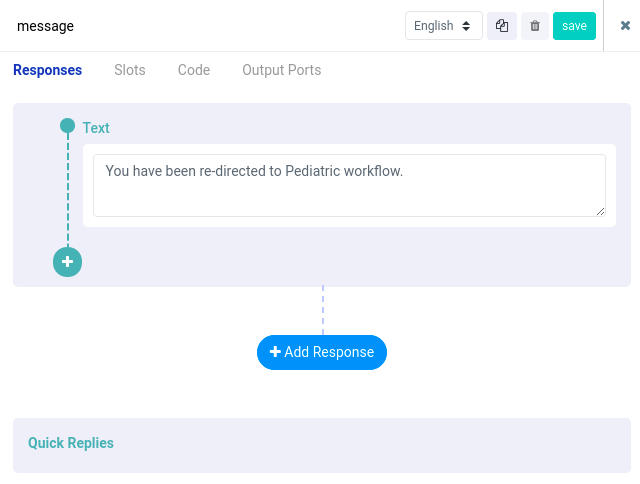 message
English
save
Responses
Slots
Code
Output Ports
Text
You have been re-directed to Pediatric workflow.
Add Response
Quick Replies